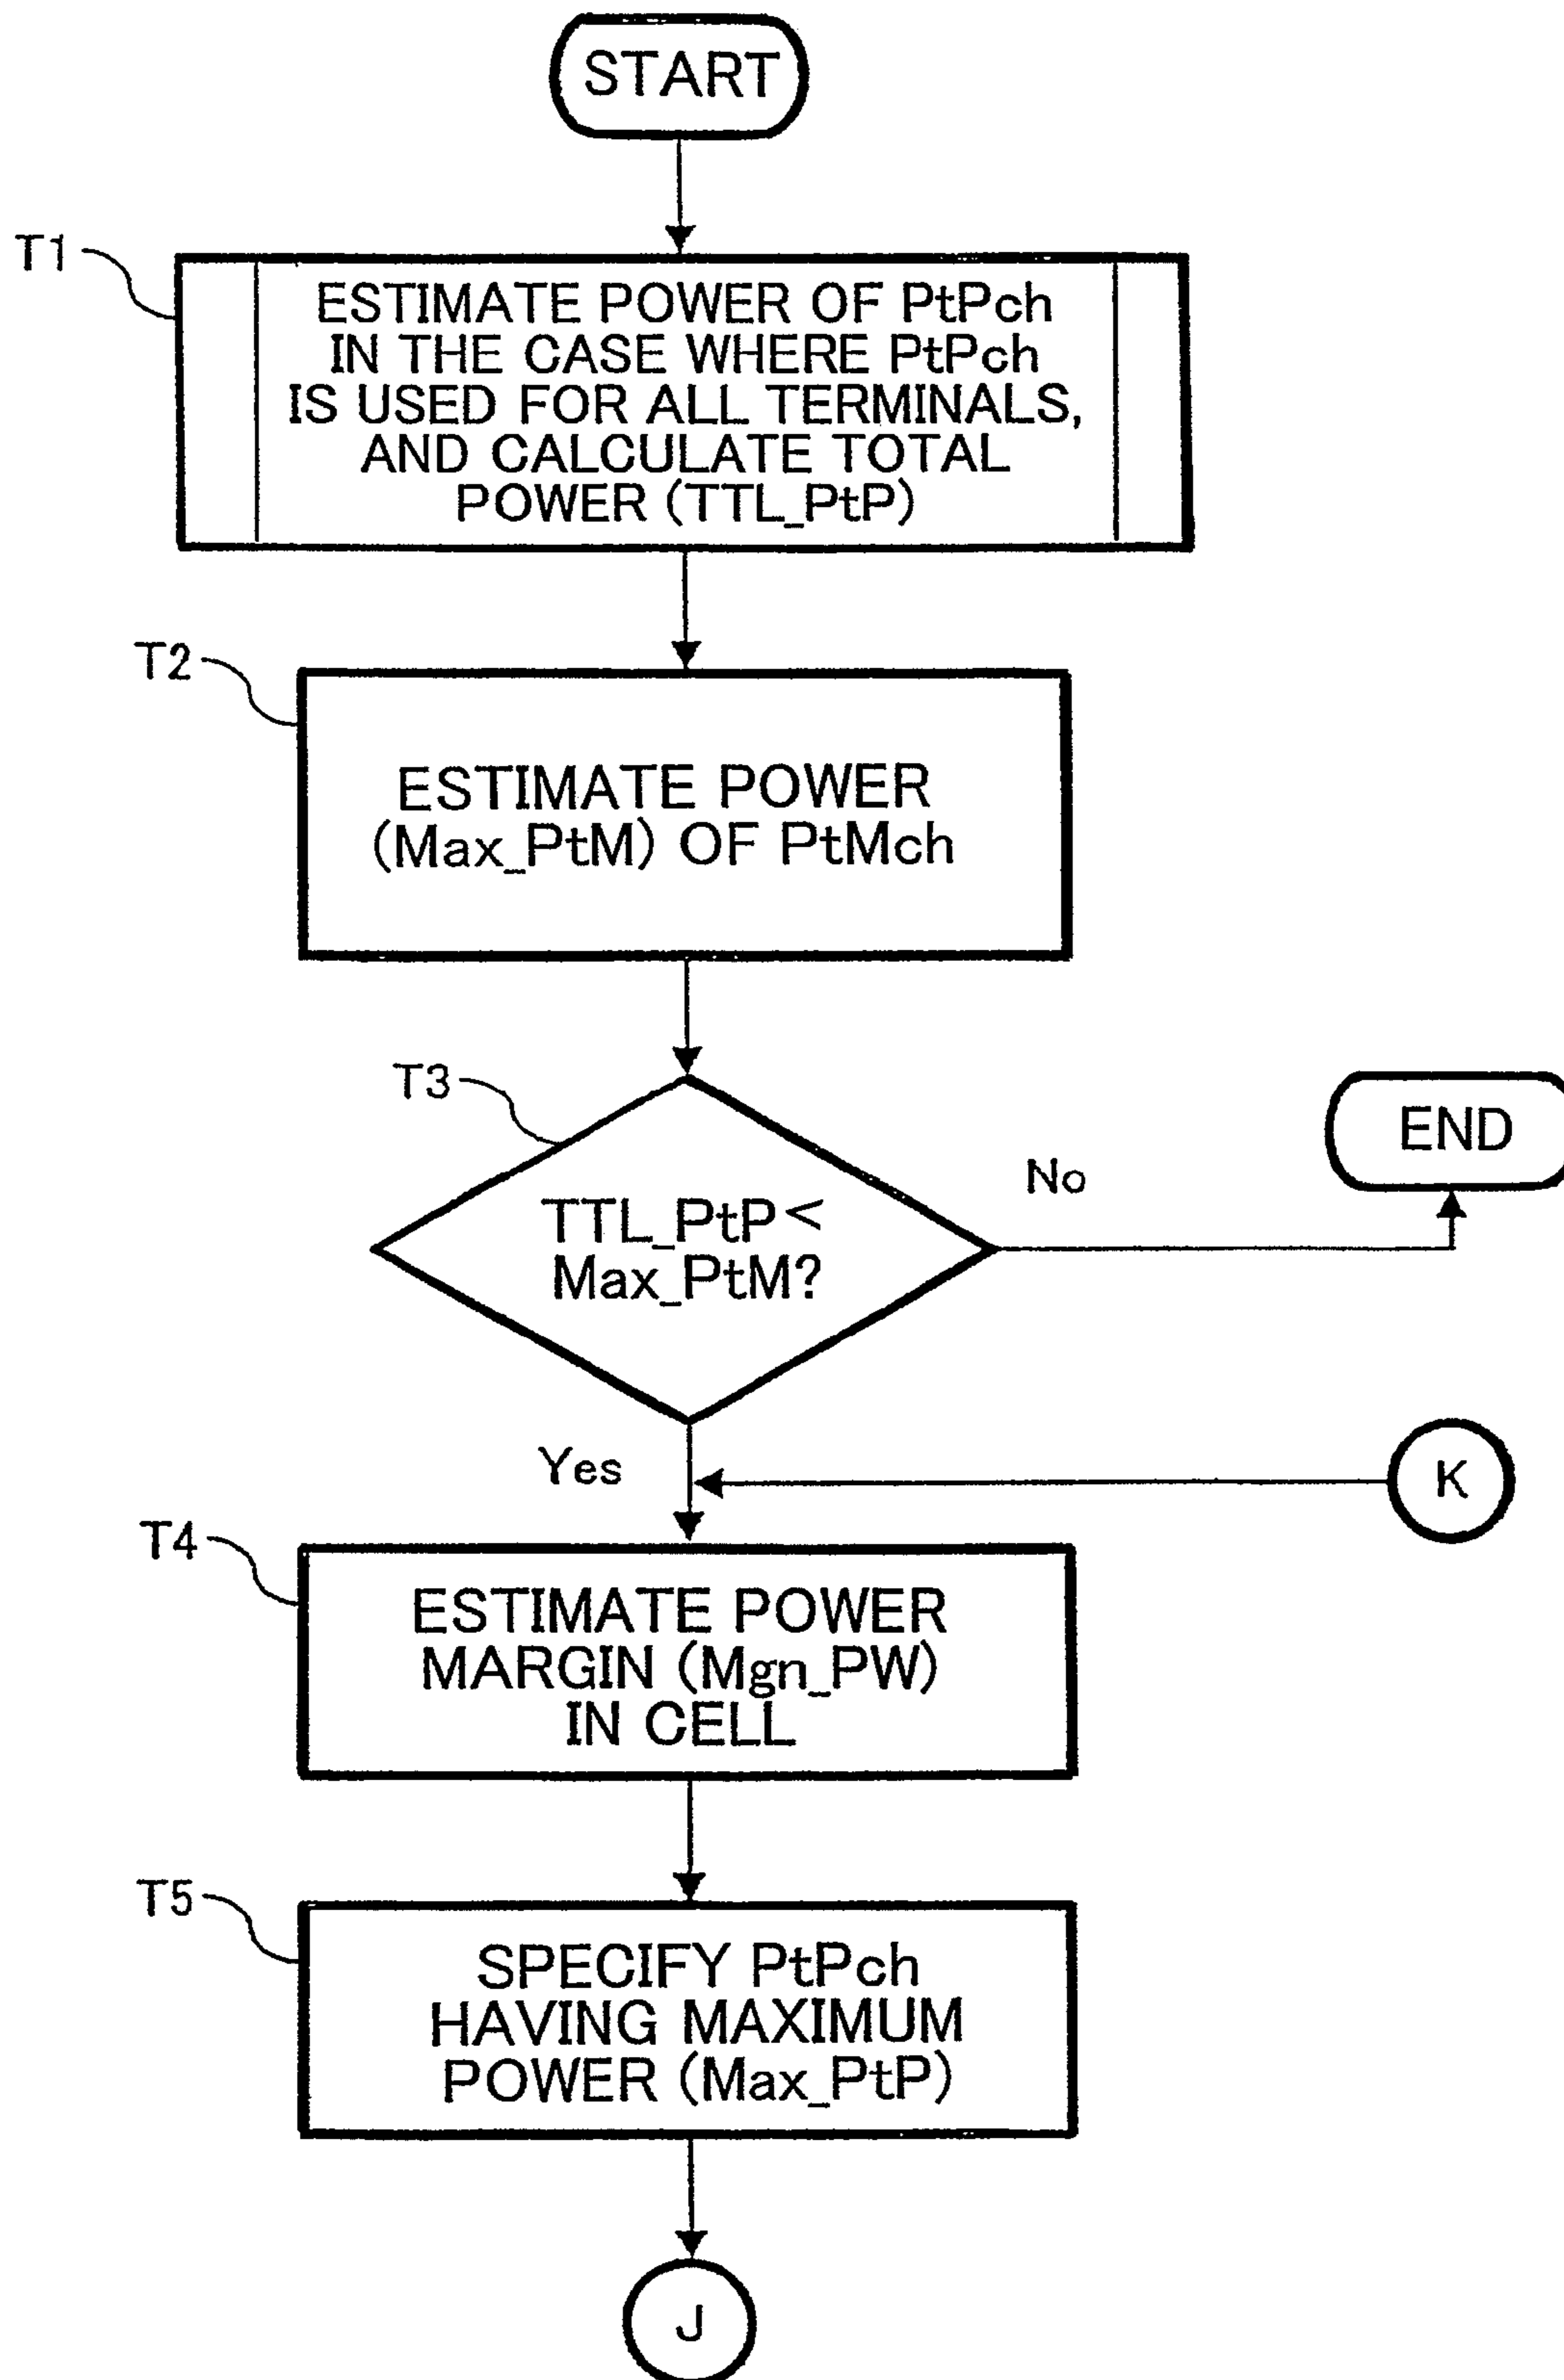 START
T1
ESTIMATE POWER OF PtPch
IN THE CASE WHERE PtPch
IS USED FOR ALL TERMINALS,
AND CALCULATE TOTAL
POWER (TTL_PtP)
T2
ESTIMATE POWER
(Max_PtM) OF PtMch
T3
TTL_PtP <
Max_PtM?
No
END
Yes
K
T4
ESTIMATE POWER
MARGIN (Mgn_PW)
IN CELL
T5
SPECIFY PtPch
HAVING MAXIMUM
POWER (Max_PtP)
J